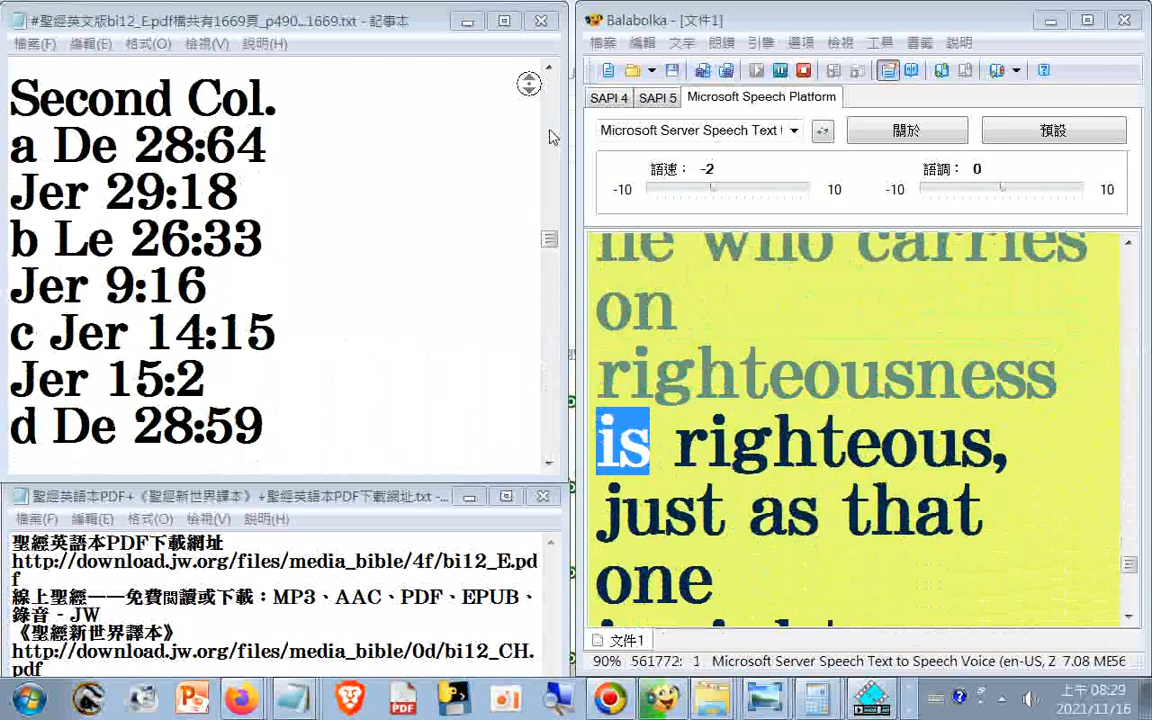 #聖經英文版bi12_E.pdf檔共有1669頁_p490...1669.txt - 記事本
檔案(F) 編輯(E) 格式(O) 檢視(V) 說明(H)
Second Col.
a De 28:64
Jer 29:18
b Le 26:33
Jer 9:16
c Jer 14:15
Jer 15:2
d De 28:59
聖經英語本PDF+《聖經新世界譯本》+聖經英語本PDF下載網址.txt - ...
檔案(F) 編輯(E) 格式(O) 檢視(V) 說明(H)
聖經英語本PDF下載網址
http://download.jw.org/files/media_bible/4f/bi12_E.pd
f
線上聖經——免費閱讀或下載：MP3、AAC、PDF、EPUB、
錄音 - JW
《聖經新世界譯本》
http://download.jw.org/files/media_bible/0d/bi12_CH.
pdf
Balabolka - [文件1]
檔案 編輯 文字 朗讀 引擎 選項 檢視 工具 書籤 說明
SAPI 4 SAPI 5 Microsoft Speech Platform
Microsoft Server Speech Text 關於 預設
語速： -2 語調： 0
-10 10 -10 10
he who carries
on
righteousness
is righteous,
just as that
one
文件1
90% 561772: 1 Microsoft Server Speech Text to Speech Voice (en-US, Z 7.08 ME56
上午 08:29
2021/11/16